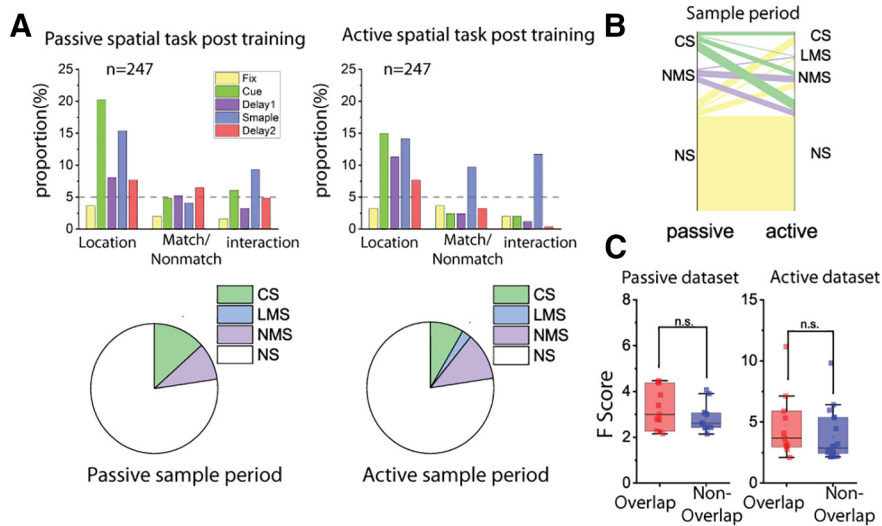 A
Passive spatial task post training
n=247
proportion(%)
25
20
15
10
5
0
Fix
Cue
Delay1
Smaple
Delay2
Location
Match/
Nonmatch
interaction
Active spatial task post training
n=247
proportion(%)
25
20
15
10
5
0
Location
Match/
Nonmatch
interaction
CS
LMS
NMS
NS
Passive sample period
CS
LMS
NMS
NS
Active sample period
B
Sample period
CS
NMS
NS
CS
LMS
NMS
NS
passive
active
C
Passive dataset
F Score
8
6
4
2
0
n.s.
Overlap
Non-
Overlap
Active dataset
15
10
5
0
n.s.
Overlap
Non-
Overlap